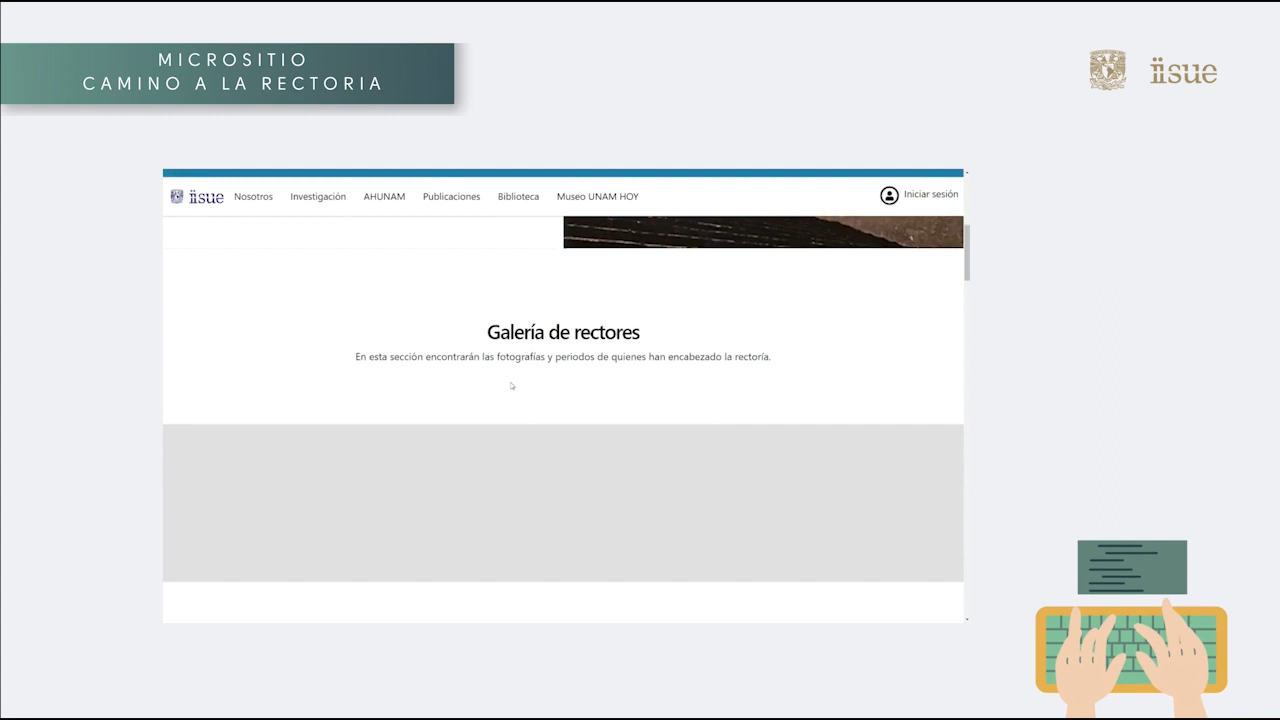 MICROSITIO
CAMINO A LA RECTORIA
iisue
iisue Nosotros Investigación AHUNAM Publicaciones Biblioteca Museo UNAM HOY Iniciar sesión
Galería de rectores
En esta sección encontrarán las fotografías y periodos de quienes han encabezado la rectoría.